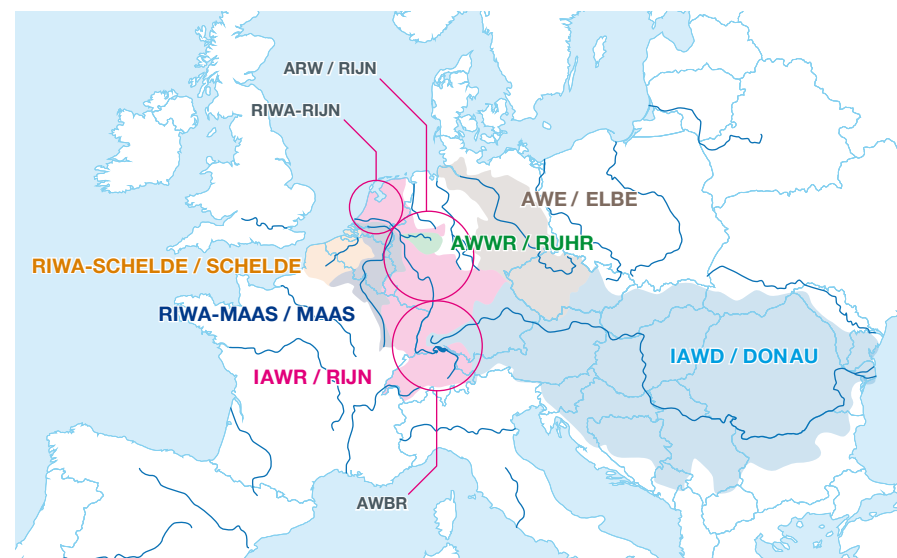 ARW / RIJN
RIWA-RIJN
AWE / ELBE
AWWR / RUHR
RIWA-SCHELDE / SCHELDE
RIWA-MAAS / MAAS
IAWD / DONAU
IAWR / RIJN
AWBR